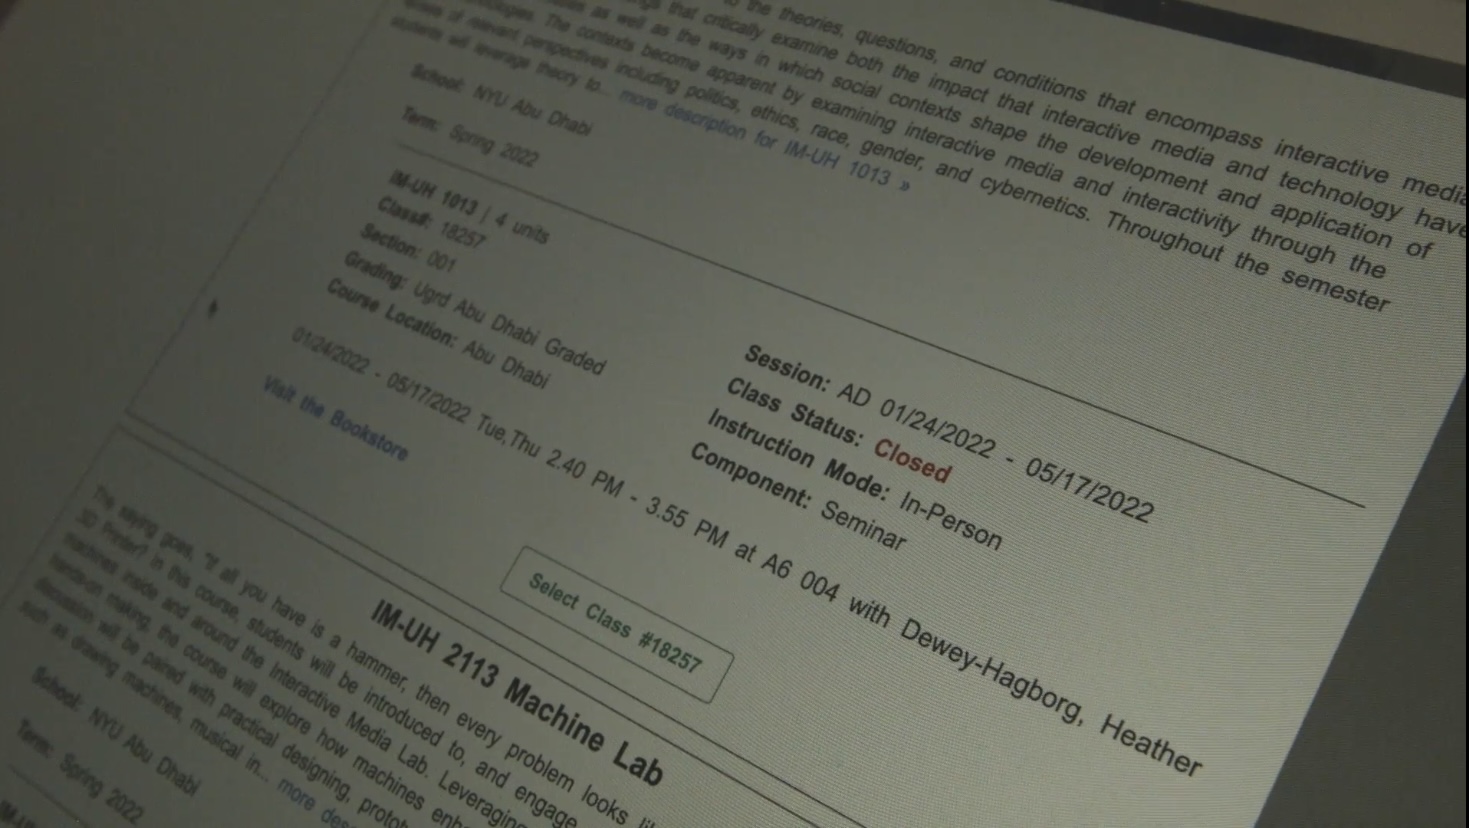 to the theories, questions, and conditions that encompass interactive media
that critically examine both the impact that interactive media and technology have
as well as the ways in which social contexts shape the development and application of
The contexts become apparent by examining interactive media and interactivity through the
of relevant perspectives including politics, ethics, race, gender, and cybernetics. Throughout the semester
students will leverage theory to... more description for IM-UH 1013 »
School: NYU Abu Dhabi
Term: Spring 2022
IM-UH 1013 | 4 units
Class#: 18257
Section: 001
Grading: Ugrd Abu Dhabi Graded
Course Location: Abu Dhabi
Session: AD 01/24/2022 - 05/17/2022
Class Status: Closed
Instruction Mode: In-Person
Component: Seminar
01/24/2022 - 05/17/2022 Tue,Thu 2.40 PM - 3.55 PM at A6 004 with Dewey-Hagborg, Heather
Visit the Bookstore
Select Class #18257
IM-UH 2113 Machine Lab
The saying goes, "If all you have is a hammer, then every problem looks
3D Printer? In this course, students will be introduced to, and engage
machines inside and around the Interactive Media Lab. Leveraging
hands-on making, the course will explore how machines
discussion will be paired with practical designing,
such as drawing machines, musical in... more
School: NYU Abu Dhabi
Term: Spring 2022